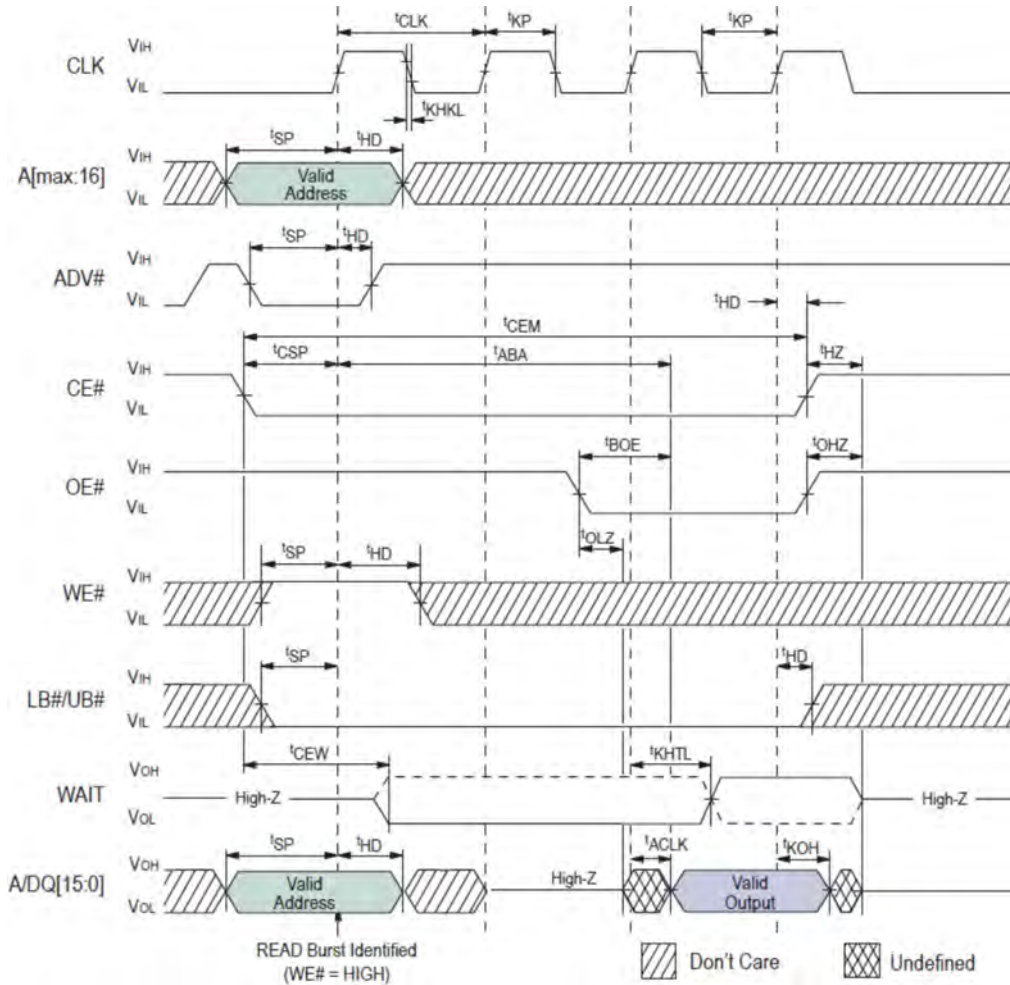 tCLK
tKP
tKP
CLK
VIH
VIL
tKHKL
tSP
tHD
A[max:16]
VIH
VIL
Valid
Address
tSP
tHD
ADV#
VIH
VIL
tHD
tCEM
tCSP
tABA
tHZ
CE#
VIH
VIL
tBOE
tOHZ
OE#
VIH
VIL
tOLZ
tSP
tHD
WE#
VIH
VIL
tSP
tHD
LB#/UB#
VIH
VIL
tCEW
tKHTL
WAIT
VOH
VOL
High-Z
High-Z
tSP
tHD
tACLK
tKOH
A/DQ[15:0]
VOH
VOL
Valid
Address
High-Z
Valid
Output
READ Burst Identified
(WE# = HIGH)
Don't Care
Undefined